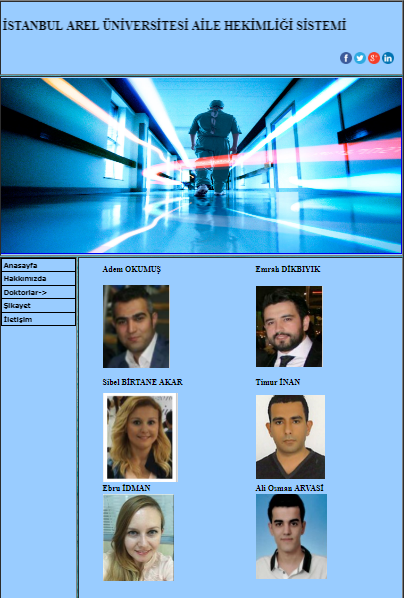 İSTANBUL AREL ÜNİVERSİTESİ AİLE HEKİMLİĞİ SİSTEMİ
Anasayfa
Hakkımızda
Doktorlar->
Şikayet
İletişim
Adem OKUMUŞ
Emrah DİKBIYIK
Sibel BİRTANE AKAR
Timur İNAN
Ebru İDMAN
Ali Osman ARVASİ